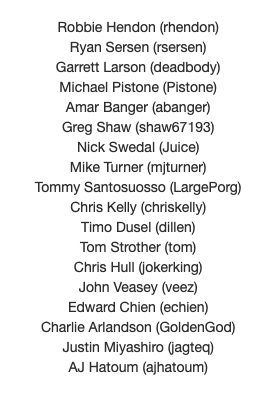 Robbie Hendon (rhendon)
Ryan Sersen (rsersen)
Garrett Larson (deadbody)
Michael Pistone (Pistone)
Amar Banger (abanger)
Greg Shaw (shaw67193)
Nick Swedal (Juice)
Mike Turner (mjturner)
Tommy Santosuosso (LargePorg)
Chris Kelly (chriskelly)
Timo Dusel (dillen)
Tom Strother (tom)
Chris Hull (jokerking)
John Veasey (veez)
Edward Chien (echien)
Charlie Arlandson (GoldenGod)
Justin Miyashiro (jagteq)
AJ Hatoum (ajhatoum)